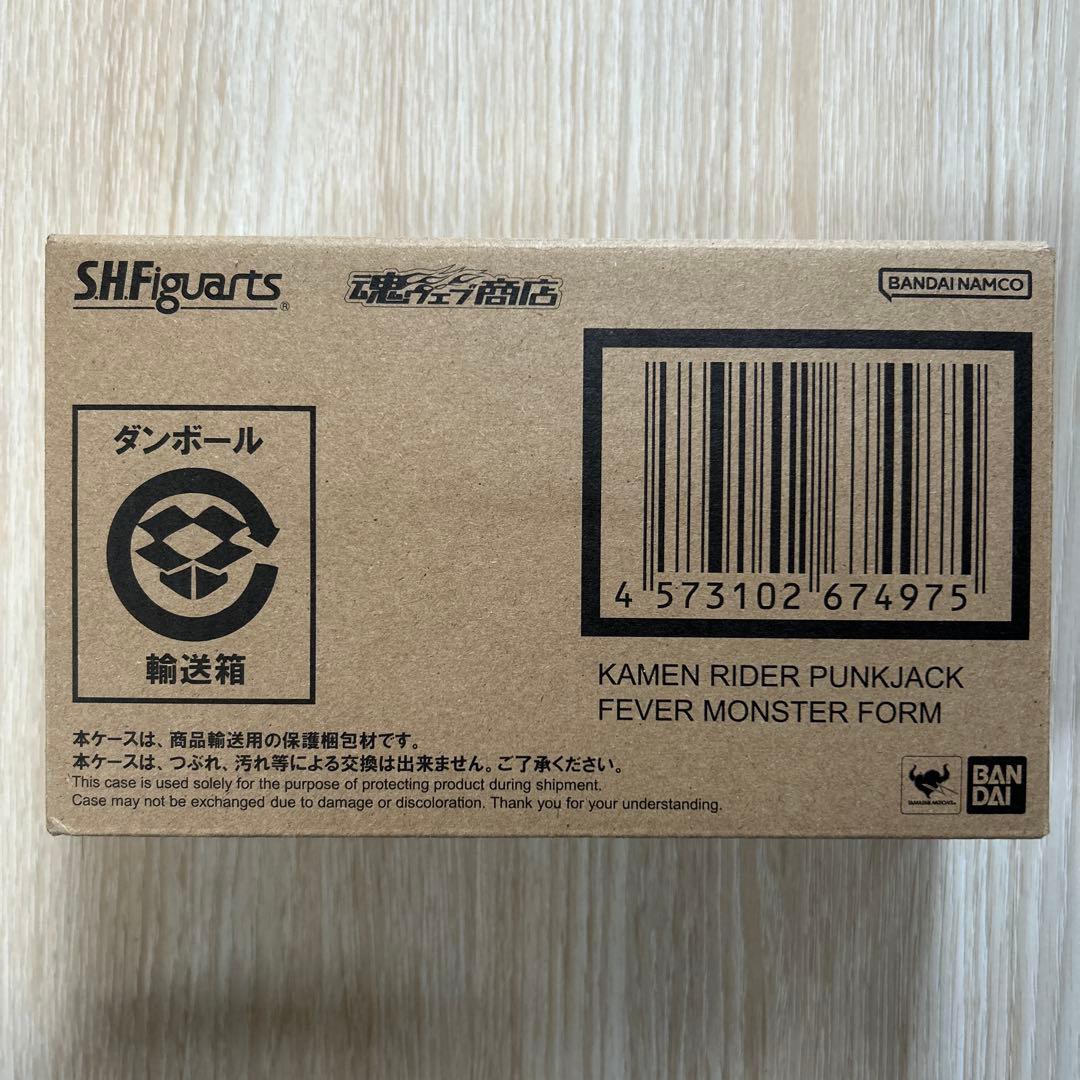 S.H.Figuarts®
魂ウェブ商店
BANDAI NAMCO
ダンボール
輸送箱
4 573102 674975
KAMEN RIDER PUNKJACK
FEVER MONSTER FORM
本ケースは、商品輸送用の保護梱包材です。
本ケースは、つぶれ、汚れ等による交換は出来ません。ご了承ください。
This case is used solely for the purpose of protecting product during shipment.
Case may not be exchanged due to damage or discoloration. Thank you for your understanding.
TAMASHII NATIONS
BAN
DAI